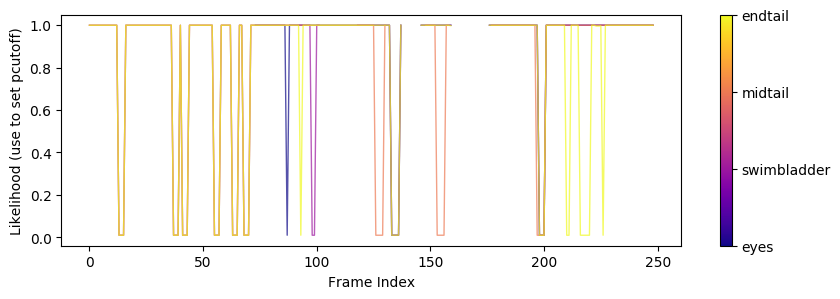 Likelihood (use to set pcutoff)
1.0
0.8
0.6
0.4
0.2
0.0
0
50
100
150
200
250
Frame Index
endtail
midtail
swimbladder
eyes